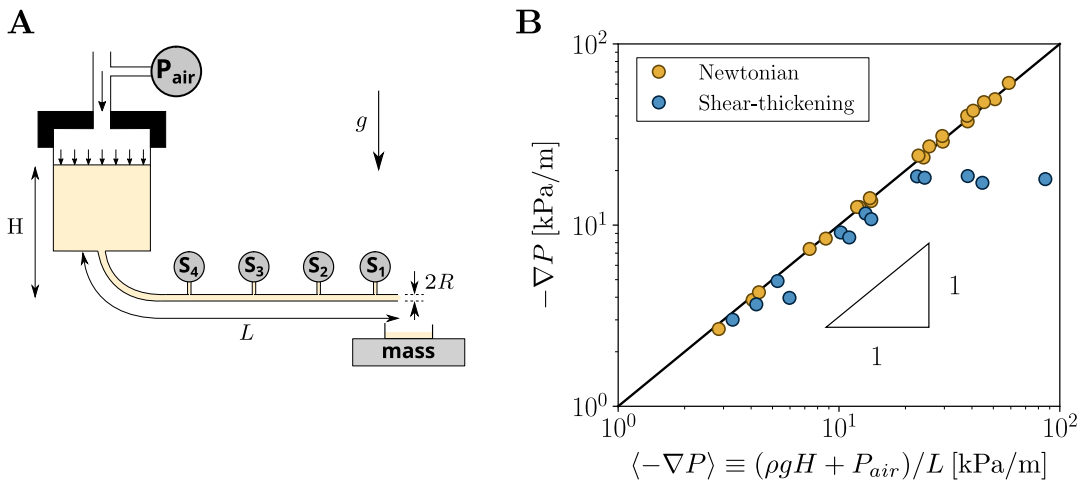 A
P_air
g
H
S_4
S_3
S_2
S_1
2R
L
mass
B
Newtonian
Shear-thickening
10^2
10^1
10^0
−∇P [kPa/m]
1
1
10^0
10^1
10^2
⟨−∇P⟩ ≡ (ρgH + P_air)/L [kPa/m]